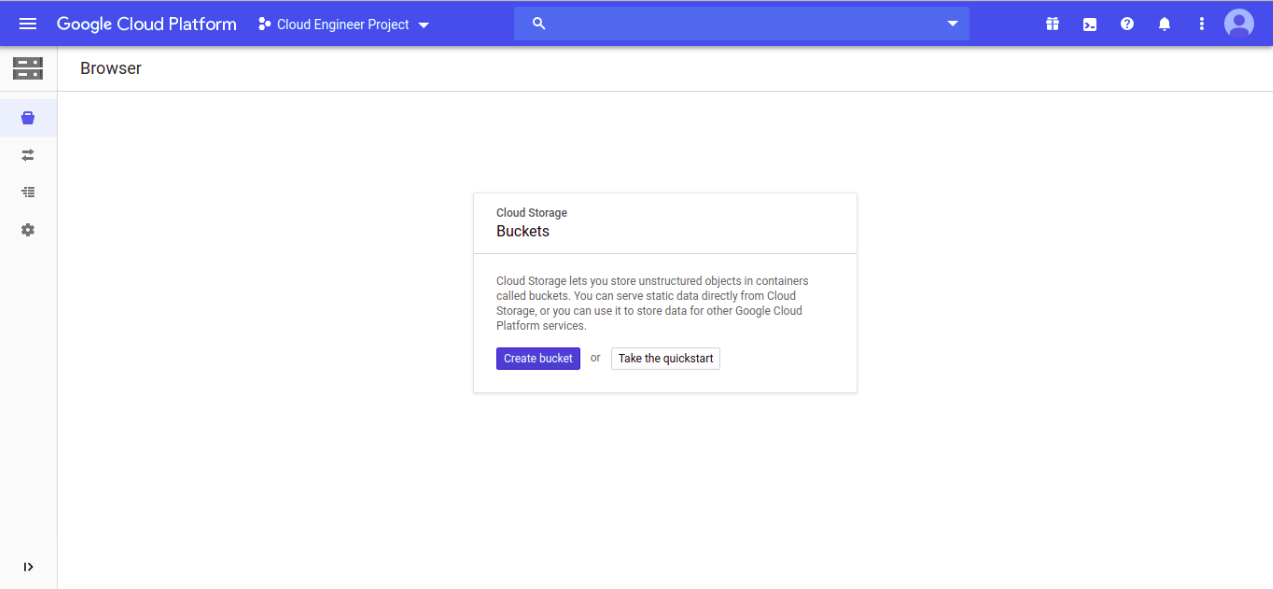 Google Cloud Platform
Cloud Engineer Project
Browser
Cloud Storage
Buckets
Cloud Storage lets you store unstructured objects in containers
called buckets. You can serve static data directly from Cloud
Storage, or you can use it to store data for other Google Cloud
Platform services.
Create bucket or Take the quickstart